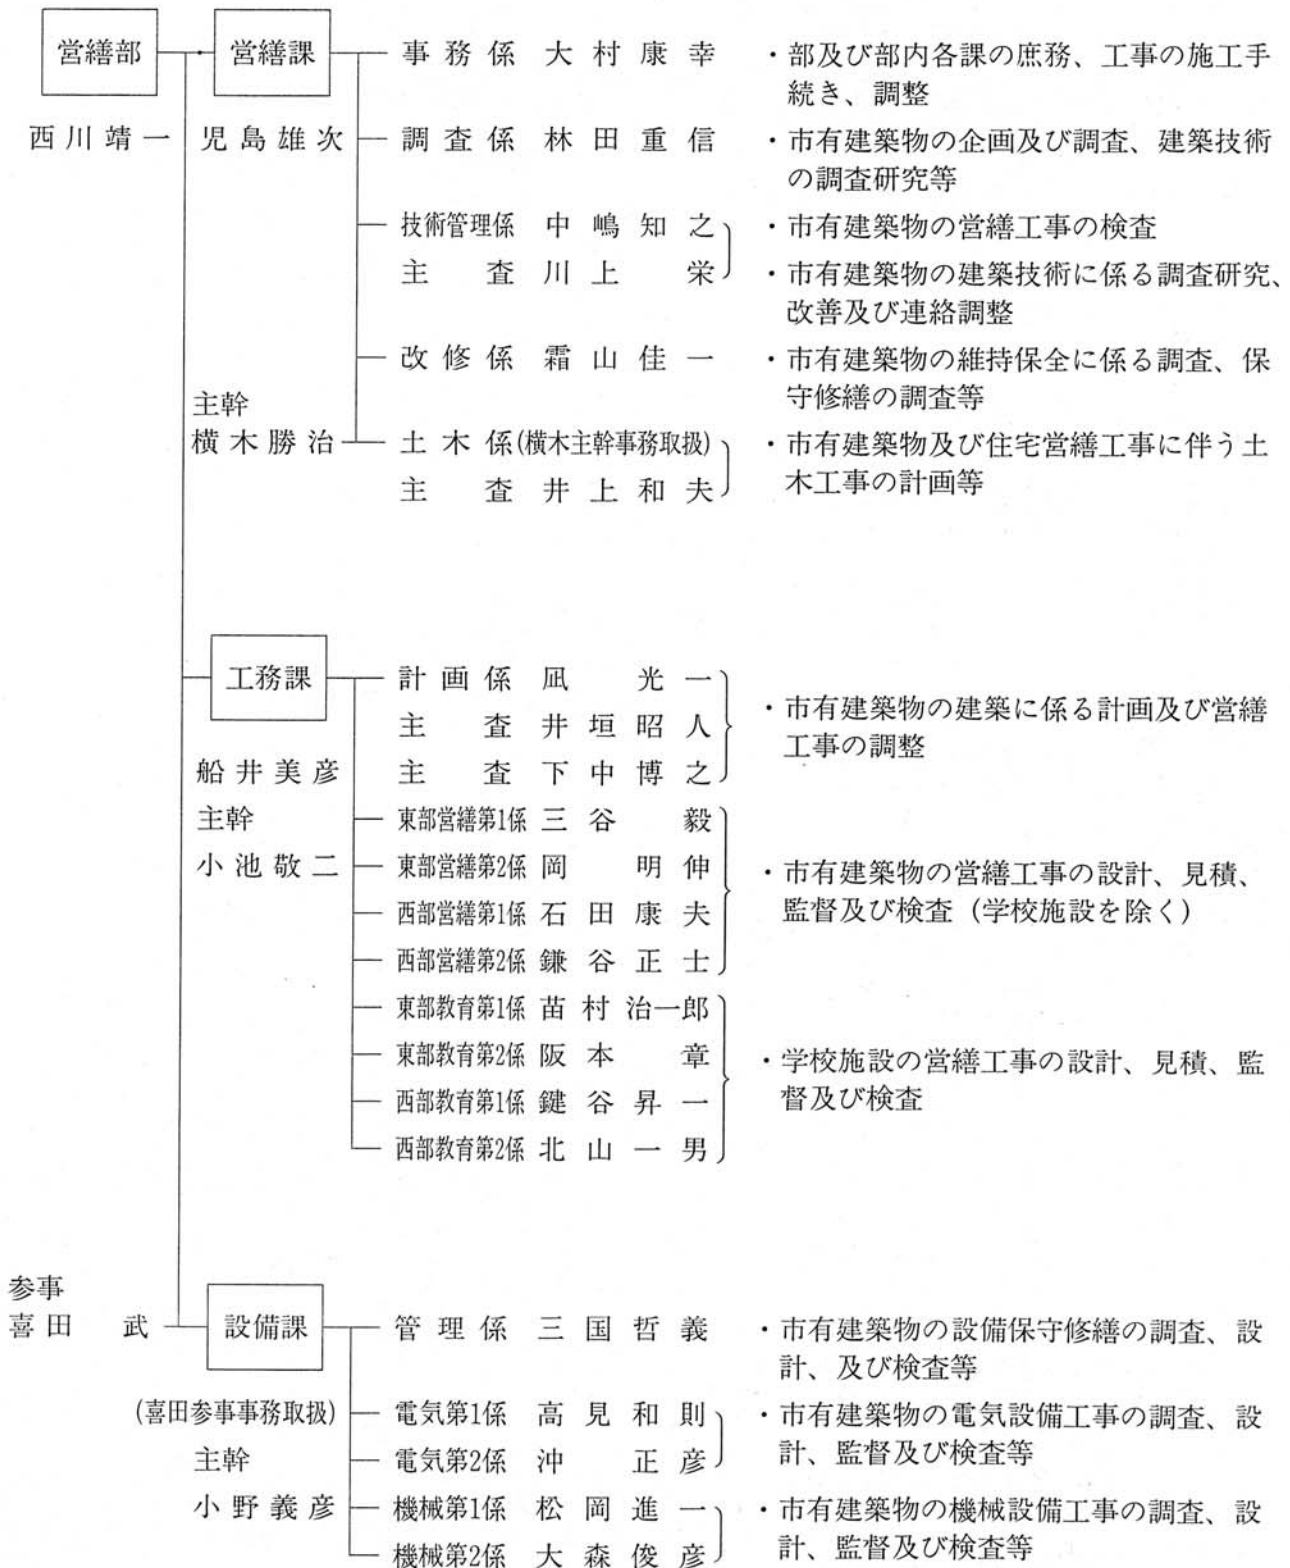 営繕部 営繕課 事務係 大村康幸 ・部及び部内各課の庶務、工事の施工手
続き、調整
西川靖一 児島雄次 調査係 林田重信 ・市有建築物の企画及び調査、建築技術
の調査研究等
技術管理係 中嶋知之 ・市有建築物の営繕工事の検査
主査 川上栄 ・市有建築物の建築技術に係る調査研究、
改善及び連絡調整
改修係 霜山佳一 ・市有建築物の維持保全に係る調査、保
守修繕の調査等
主幹
横木勝治 土木係(横木主幹事務取扱) ・市有建築物及び住宅営繕工事に伴う土
主査 井上和夫 木工事の計画等
工務課 計画係 凪光一
主査 井垣昭人 ・市有建築物の建築に係る計画及び営繕
工事の調整
船井美彦 主査 下中博之
主幹 東部営繕第1係 三谷毅
小池敬二 東部営繕第2係 岡明伸 ・市有建築物の営繕工事の設計、見積、
西部営繕第1係 石田康夫 監督及び検査(学校施設を除く)
西部営繕第2係 鎌谷正士
東部教育第1係 苗村治一郎
東部教育第2係 阪本章 ・学校施設の営繕工事の設計、見積、監
西部教育第1係 鍵谷昇一 督及び検査
西部教育第2係 北山一男
参事
喜田武 設備課 管理係 三国哲義 ・市有建築物の設備保守修繕の調査、設
計、及び検査等
(喜田参事事務取扱) 電気第1係 高見和則 ・市有建築物の電気設備工事の調査、設
主幹 電気第2係 沖正彦 計、監督及び検査等
小野義彦 機械第1係 松岡進一 ・市有建築物の機械設備工事の調査、設
機械第2係 大森俊彦 計、監督及び検査等